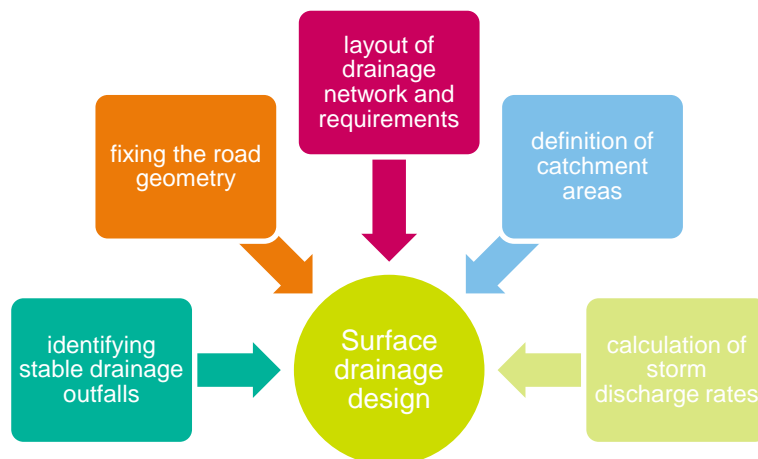 layout of
drainage
network and
requirements
fixing the road
geometry
definition of
catchment
areas
identifying
stable drainage
outfalls
Surface
drainage
design
calculation of
storm
discharge rates